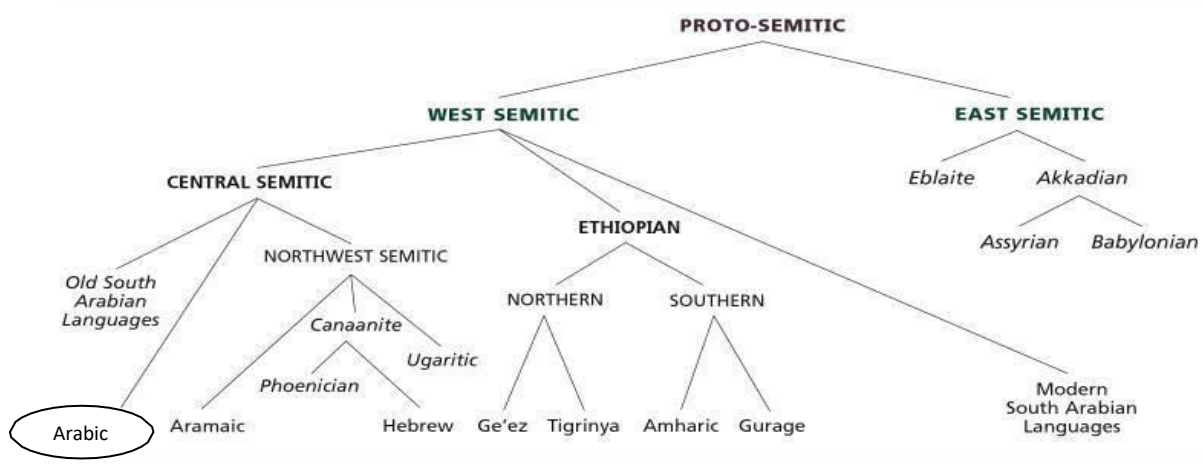 PROTO-SEMITIC
WEST SEMITIC
EAST SEMITIC
CENTRAL SEMITIC
Eblaite
Akkadian
ETHIOPIAN
Assyrian
Babylonian
NORTHWEST SEMITIC
Old South
Arabian
Languages
NORTHERN
SOUTHERN
Canaanite
Ugaritic
Phoenician
Modern
South Arabian
Languages
Arabic
Aramaic
Hebrew
Ge’ez
Tigrinya
Amharic
Gurage